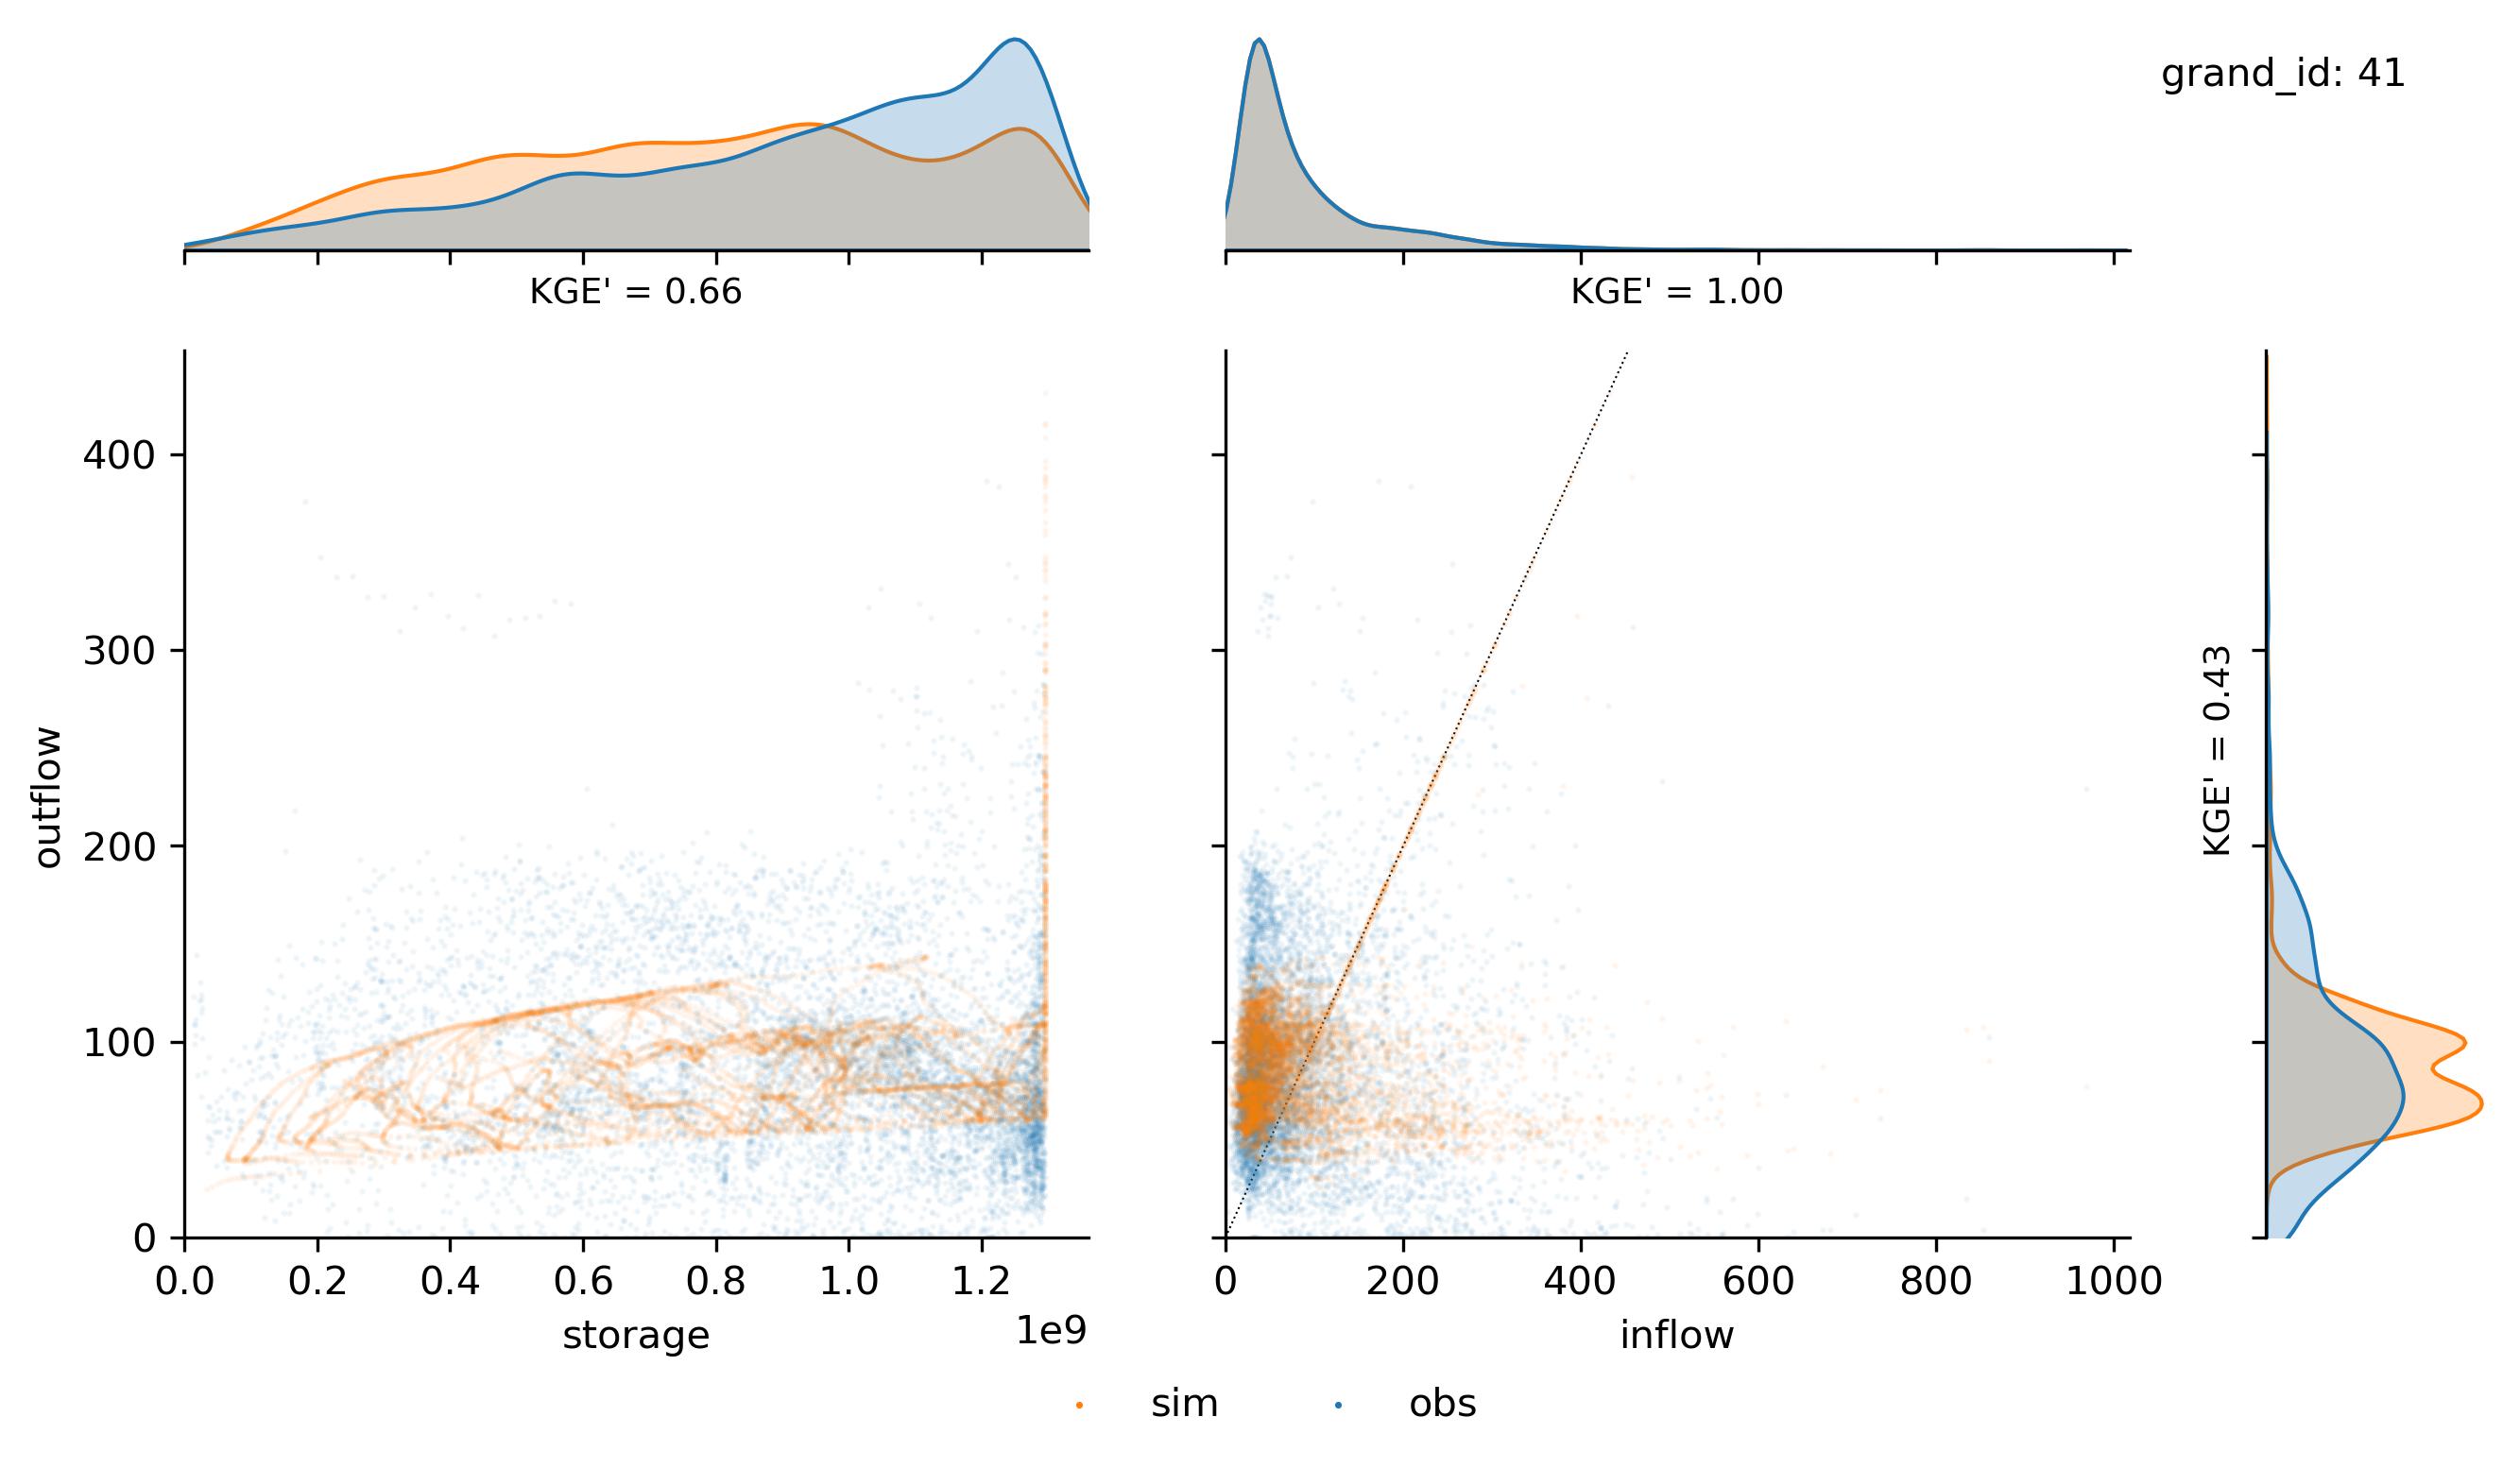 grand_id: 41
KGE' = 0.66
KGE' = 1.00
outflow
400
300
200
100
0
KGE' = 0.43
0.0 0.2 0.4 0.6 0.8 1.0 1.2
0 200 400 600 800 1000
storage
1e9
inflow
sim obs